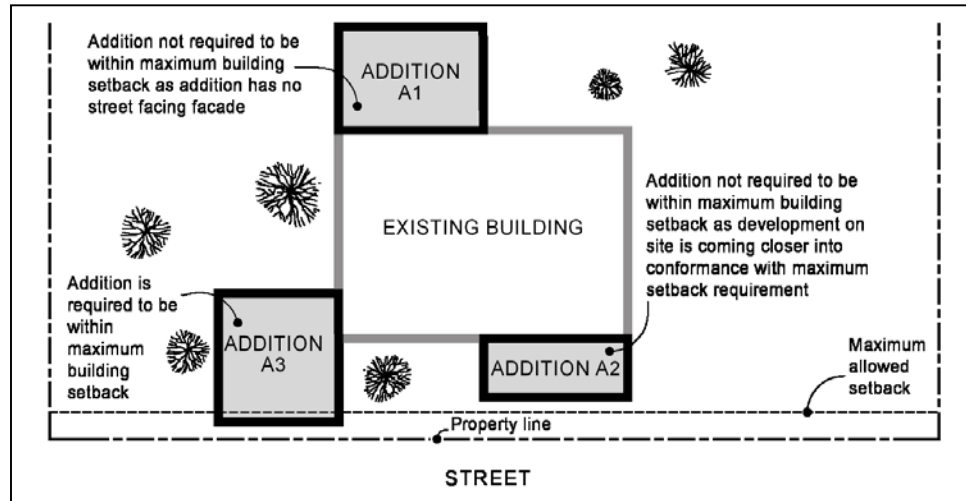 Addition not required to be
within maximum building
setback as addition has no
street facing facade
ADDITION
A1
EXISTING BUILDING
Addition not required to be
within maximum building
setback as development on
site is coming closer into
conformance with maximum
setback requirement
Addition is
required to be
within
maximum
building
setback
ADDITION
A3
ADDITION A2
Maximum
allowed
setback
Property line
STREET